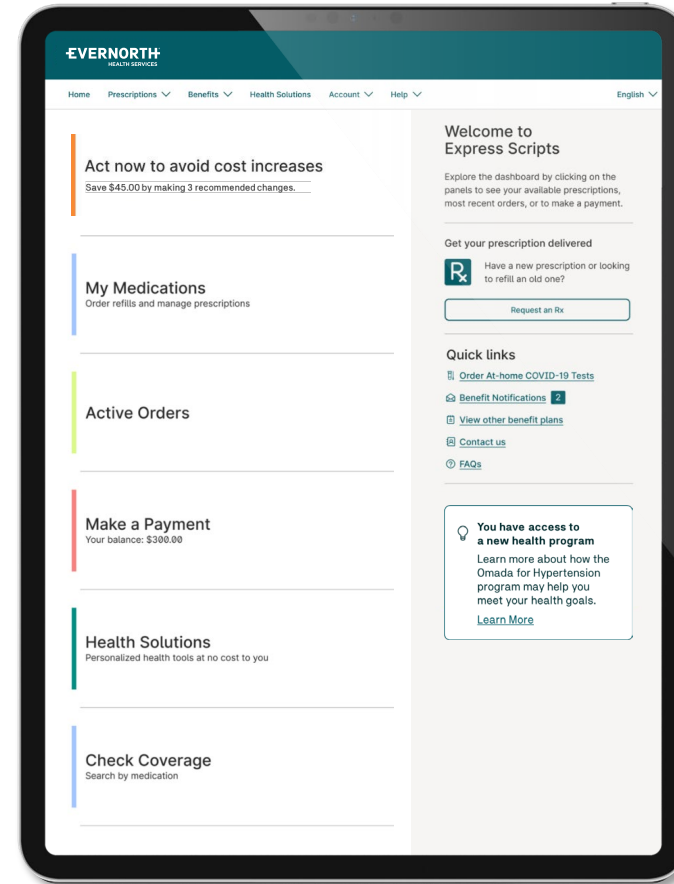 EVERNORTH
HEALTH SERVICES
Home Prescriptions Benefits Health Solutions Account Help English
Act now to avoid cost increases
Save $45.00 by making 3 recommended changes.
My Medications
Order refills and manage prescriptions
Active Orders
Make a Payment
Your balance: $300.00
Health Solutions
Personalized health tools at no cost to you
Check Coverage
Search by medication
Welcome to
Express Scripts
Explore the dashboard by clicking on the
panels to see your available prescriptions,
most recent orders, or to make a payment.
Get your prescription delivered
Rx
Have a new prescription or looking
to refill an old one?
Request an Rx
Quick links
Order At-home COVID-19 Tests
Benefit Notifications 2
View other benefit plans
Contact us
FAQs
You have access to
a new health program
Learn more about how the
Omada for Hypertension
program may help you
meet your health goals.
Learn More